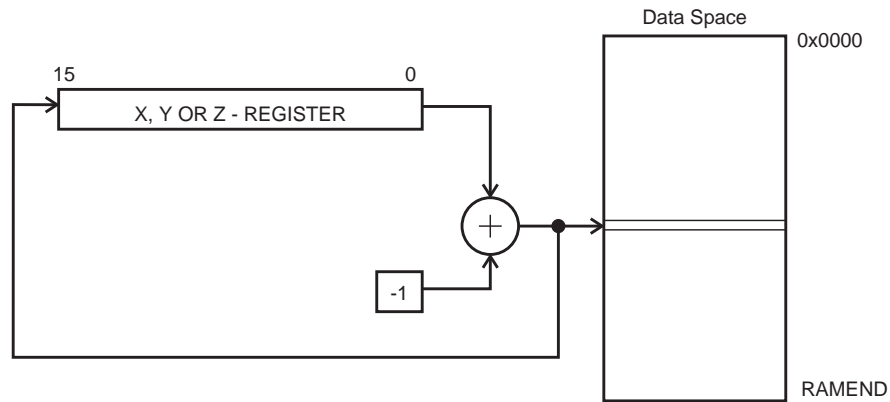 Data Space
0x0000
15 0
X, Y OR Z - REGISTER
+
-1
RAMEND